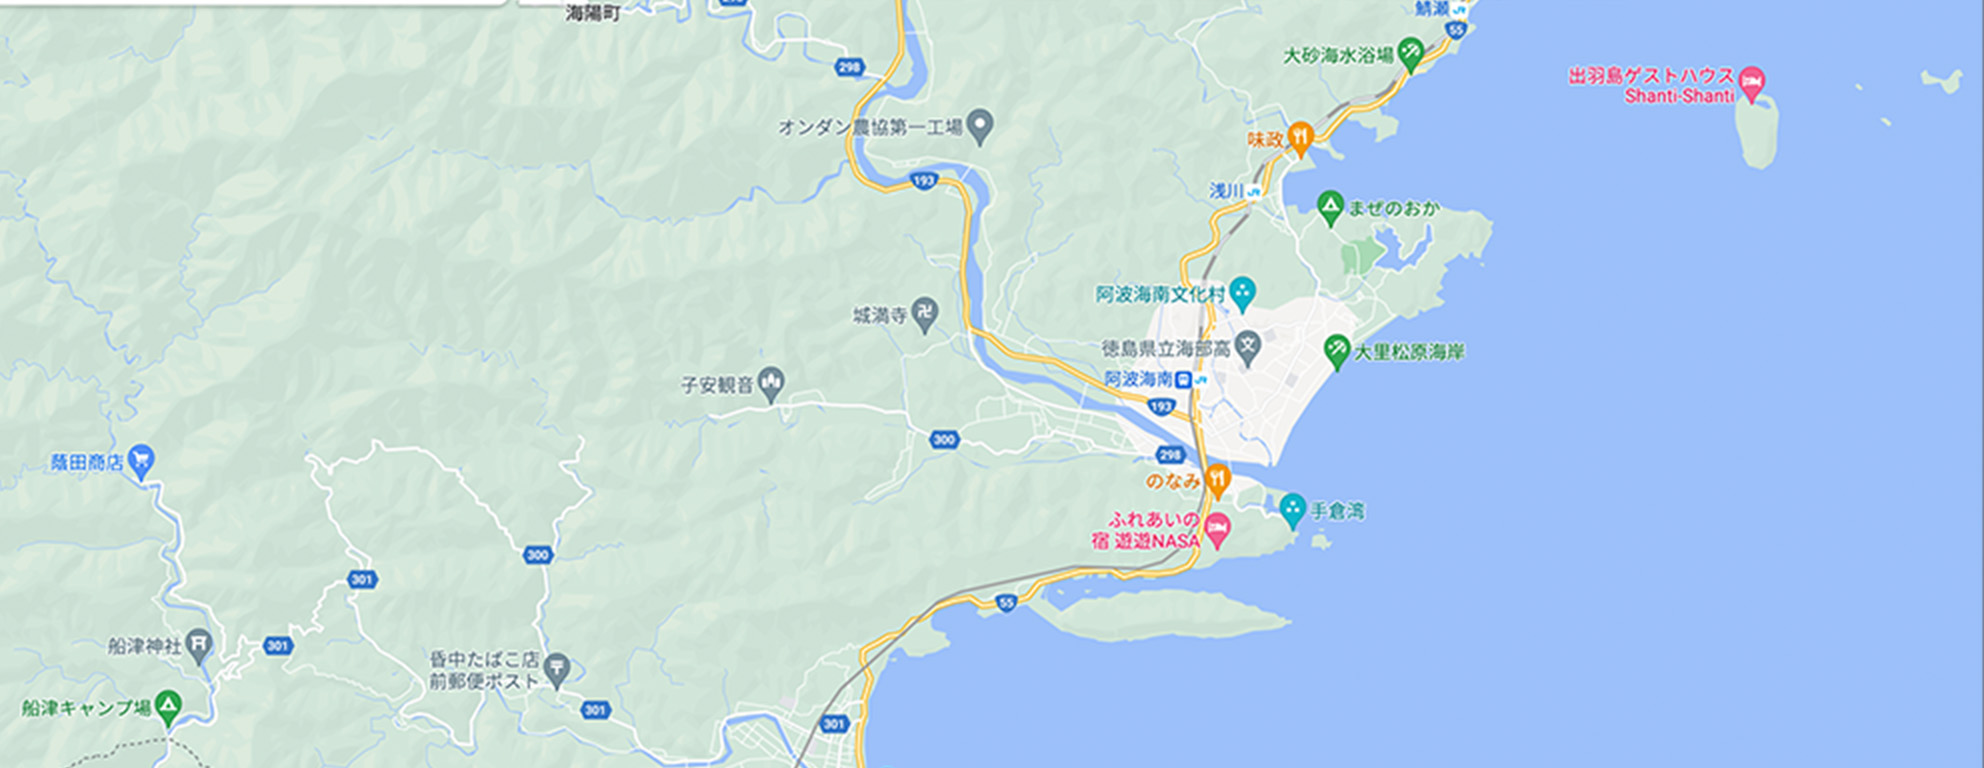 海陽町
鯖瀬
55
大砂海水浴場
298
出羽島ゲストハウス
Shanti-Shanti
オンダン農協第一工場
味政
193
浅川
まぜのおか
阿波海南文化村
城満寺
徳島県立海部高
大里松原海岸
阿波海南
子安観音
193
300
298
蔭田商店
のなみ
手倉湾
ふれあいの
宿 遊遊NASA
300
301
55
船津神社
301
昏中たばこ店
前郵便ポスト
船津キャンプ場
301
301